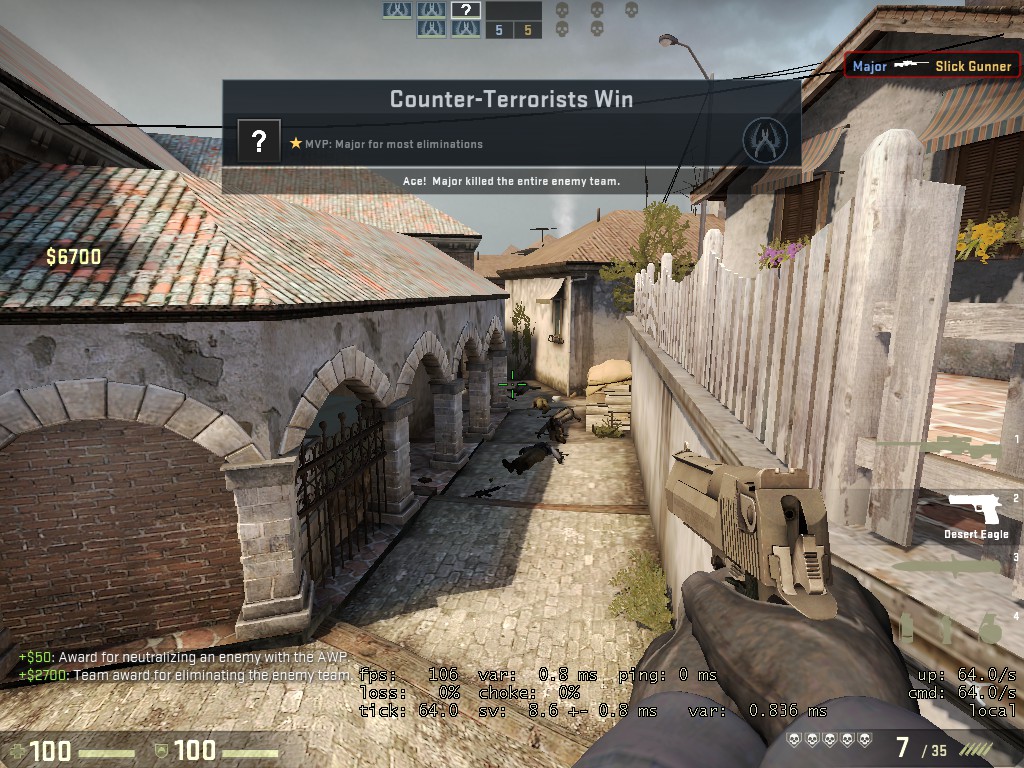 ?
5 5
Major Slick Gunner
Counter-Terrorists Win
? ★ MVP: Major for most eliminations
Ace! Major killed the entire enemy team.
$6700
1
2
Desert Eagle
3
4
+$50: Award for neutralizing an enemy with the AWP.
+$2700: Team award for eliminating the enemy team.
fps: 106 var: 0.8 ms ping: 0 ms
loss: 0% choke: 0%
tick: 64.0 sv: 8.6 +- 0.8 ms var: 0.836 ms
up: 64.0/s
cmd: 64.0/s
local
100 100 7 / 35